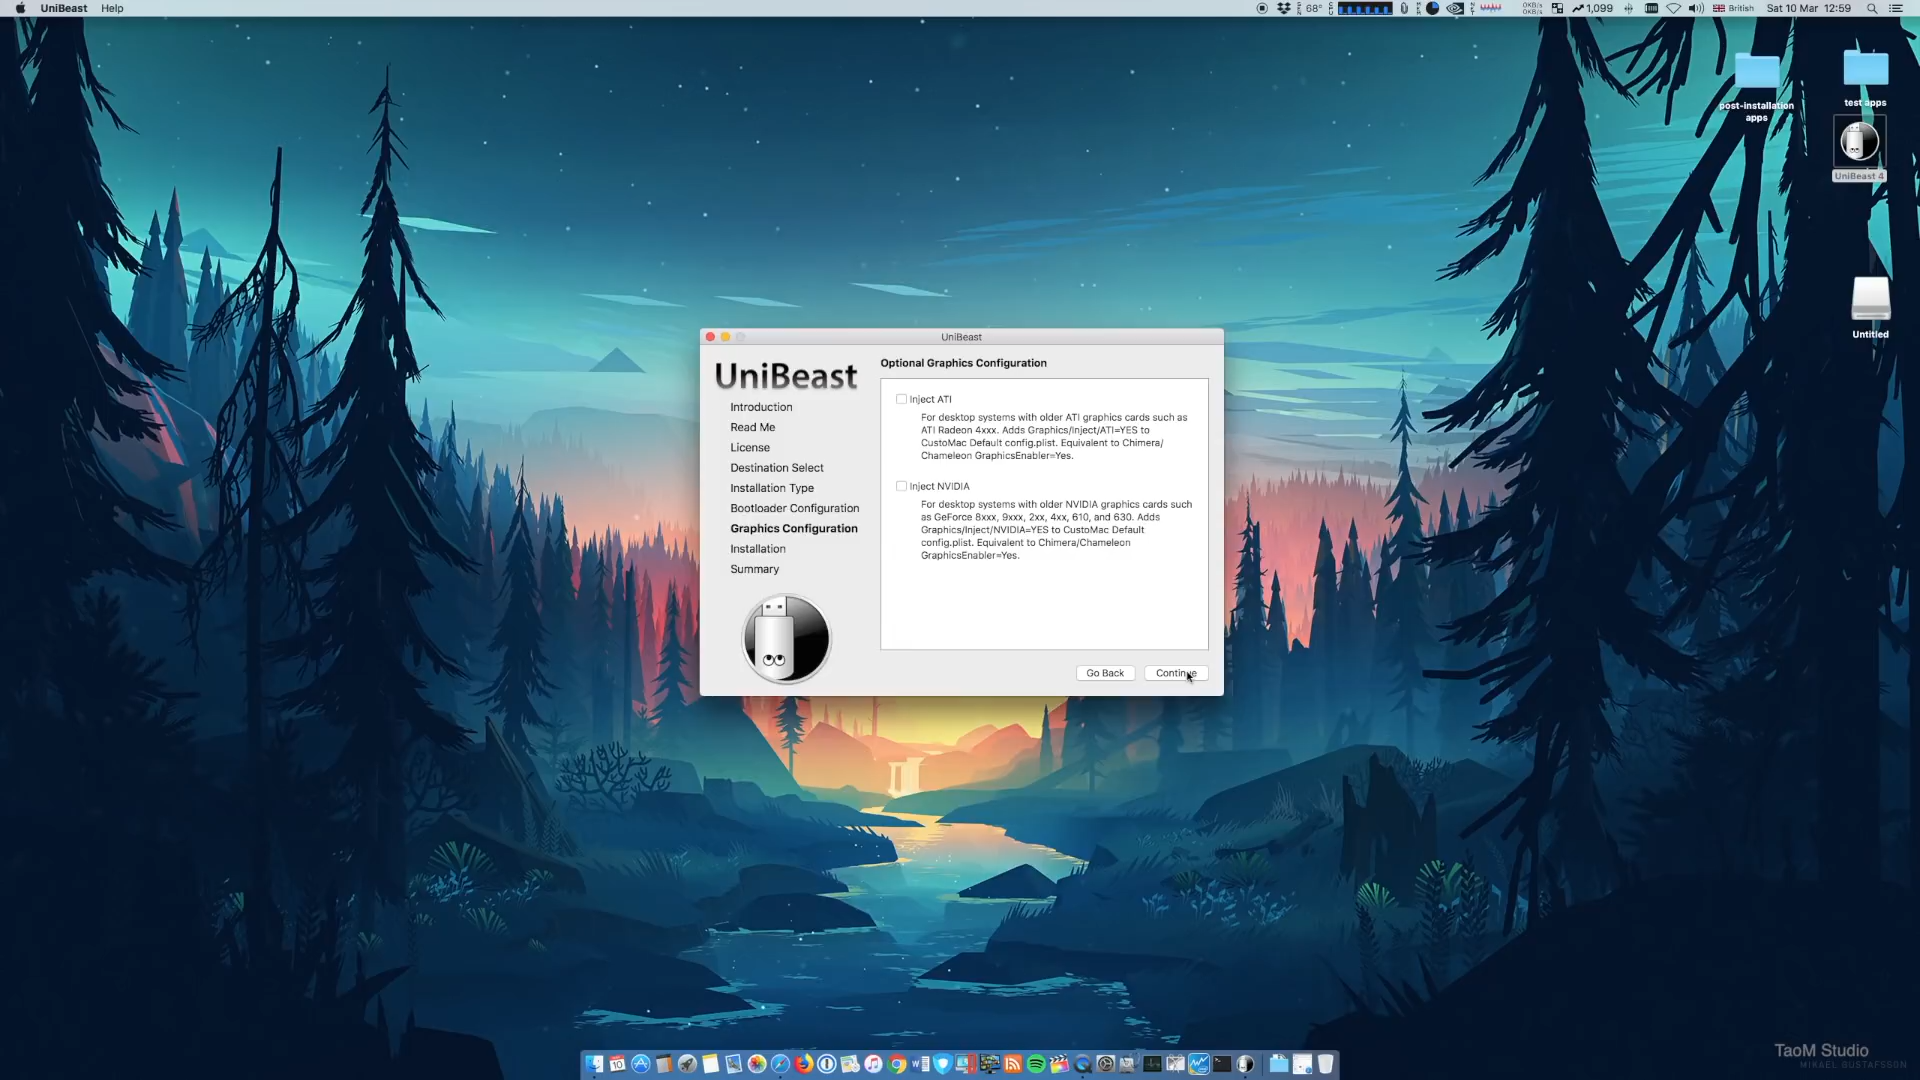 UniBeast Help
68°
0KB/s
0KB/s
1,099
British
Sat 10 Mar 12:59
post-installation
apps
test apps
UniBeast 4
Untitled
UniBeast
UniBeast
Introduction
Read Me
License
Destination Select
Installation Type
Bootloader Configuration
Graphics Configuration
Installation
Summary
Optional Graphics Configuration
Inject ATI
For desktop systems with older ATI graphics cards such as
ATI Radeon 4xxx. Adds Graphics/Inject/ATI=YES to
CustoMac Default config.plist. Equivalent to Chimera/
Chameleon GraphicsEnabler=Yes.
Inject NVIDIA
For desktop systems with older NVIDIA graphics cards such
as GeForce 8xxx, 9xxx, 2xx, 4xx, 610, and 630. Adds
Graphics/Inject/NVIDIA=YES to CustoMac Default
config.plist. Equivalent to Chimera/Chameleon
GraphicsEnabler=Yes.
Go Back
Continue
TaoM Studio
MIKAEL GUSTAFSSON